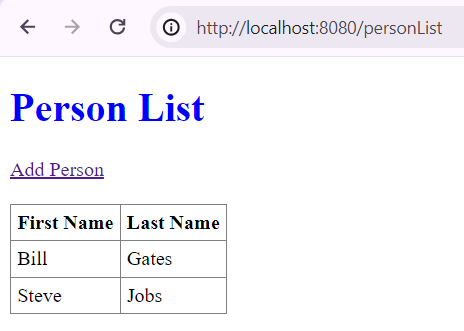 http://localhost:8080/personList
Person List
Add Person
First Name Last Name
Bill Gates
Steve Jobs